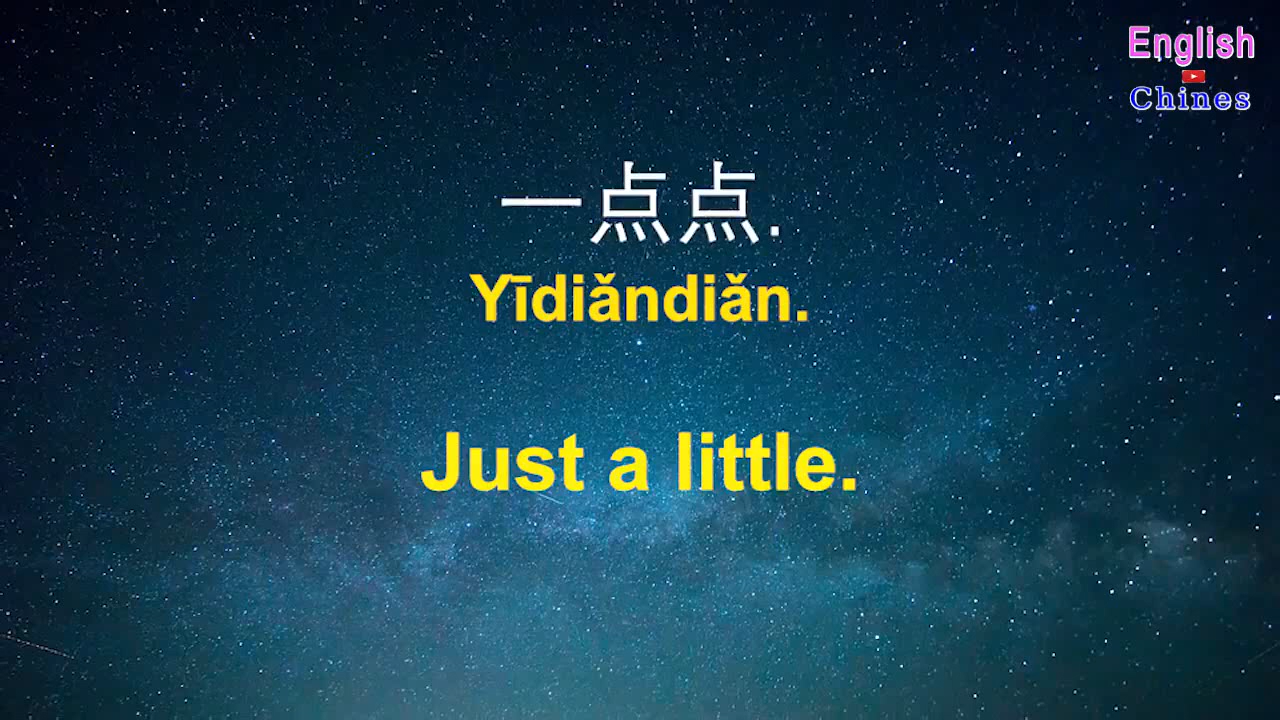 English
Chines
一点点.
Yīdiǎndiǎn.
Just a little.